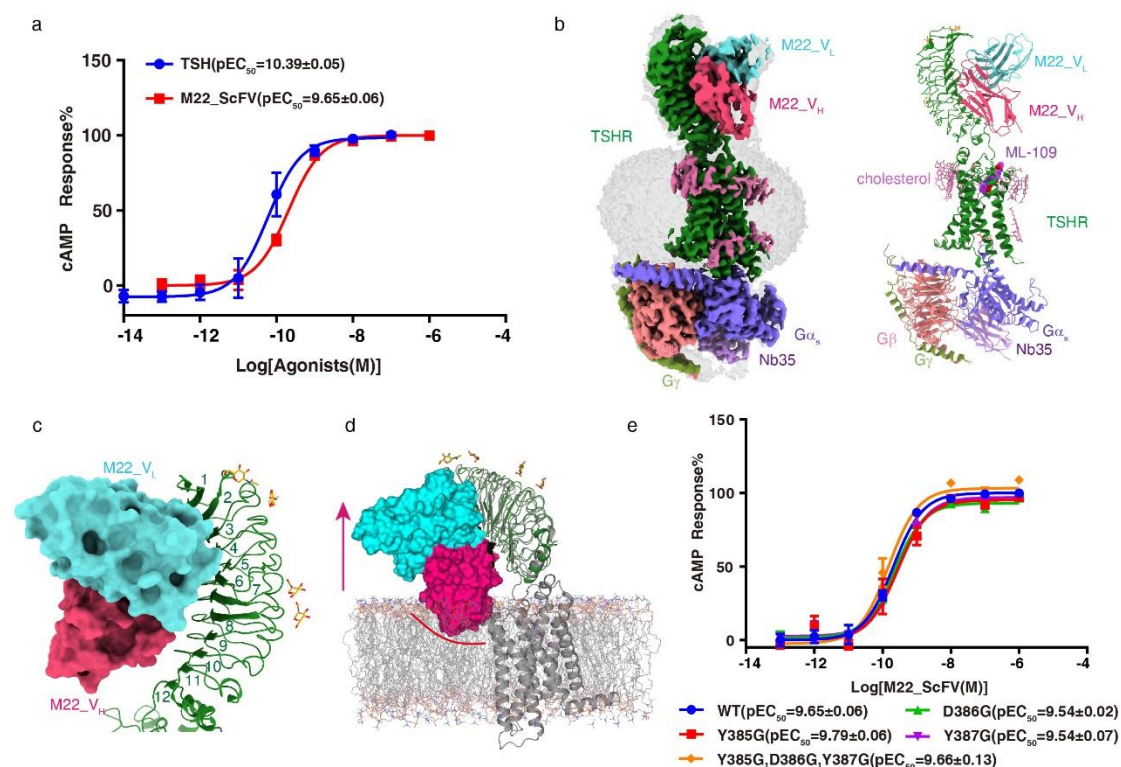 a
150
100
50
0
cAMP Response%
TSH(pEC50=10.39±0.05)
M22_ScFV(pEC50=9.65±0.06)
-14 -12 -10 -8 -6 -4
Log[Agonists(M)]
b
M22_VL
M22_VH
TSHR
Gαs
Nb35
Gγ
M22_VL
M22_VH
ML-109
cholesterol
TSHR
Gβ
Gαs
Gγ
Nb35
c
M22_VL
1
2
3
4
5
6 7
8
9
10
11
12
M22_VH
d
e
150
100
50
0
cAMP Response%
-14 -12 -10 -8 -6 -4
Log[M22_ScFV(M)]
WT(pEC50=9.65±0.06) D386G(pEC50=9.54±0.02)
Y385G(pEC50=9.79±0.06) Y387G(pEC50=9.54±0.07)
Y385G,D386G,Y387G(pEC50=9.66±0.13)